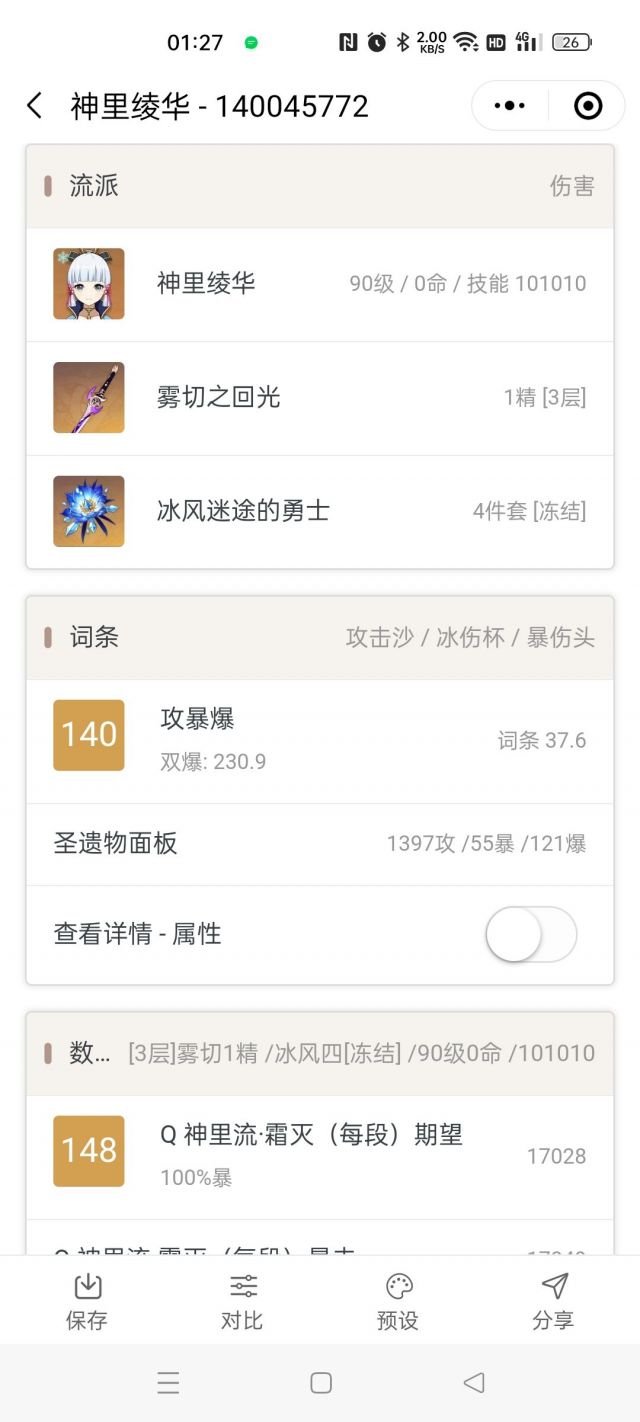 01:27
2.00 KB/S HD 4G 26
神里绫华 - 140045772
流派 伤害
神里绫华 90级 / 0命 / 技能 101010
雾切之回光 1精 [3层]
冰风迷途的勇士 4件套 [冻结]
词条 攻击沙 / 冰伤杯 / 暴伤头
140 攻暴爆
双爆: 230.9 词条 37.6
圣遗物面板 1397攻 /55暴 /121爆
查看详情 - 属性
数... [3层]雾切1精 /冰风四[冻结] /90级0命 /101010
148 Q 神里流·霜灭（每段）期望
100%暴 17028
保存 对比 预设 分享